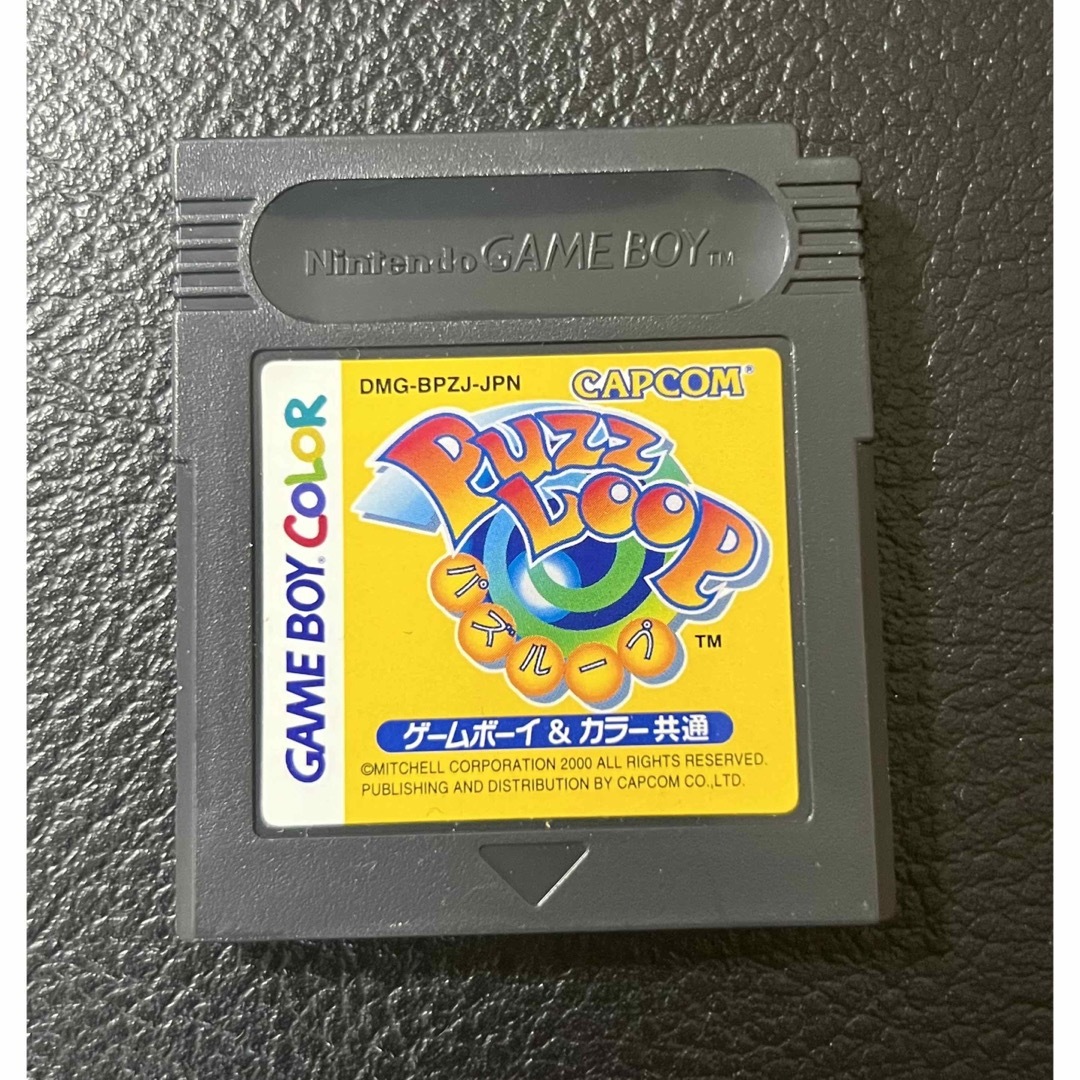 Nintendo GAME BOY™
DMG-BPZJ-JPN
CAPCOM®
GAME BOY® COLOR
PUZZ
LOOP
パズループ
™
ゲームボーイ & カラー共通
©MITCHELL CORPORATION 2000 ALL RIGHTS RESERVED.
PUBLISHING AND DISTRIBUTION BY CAPCOM CO.,LTD.